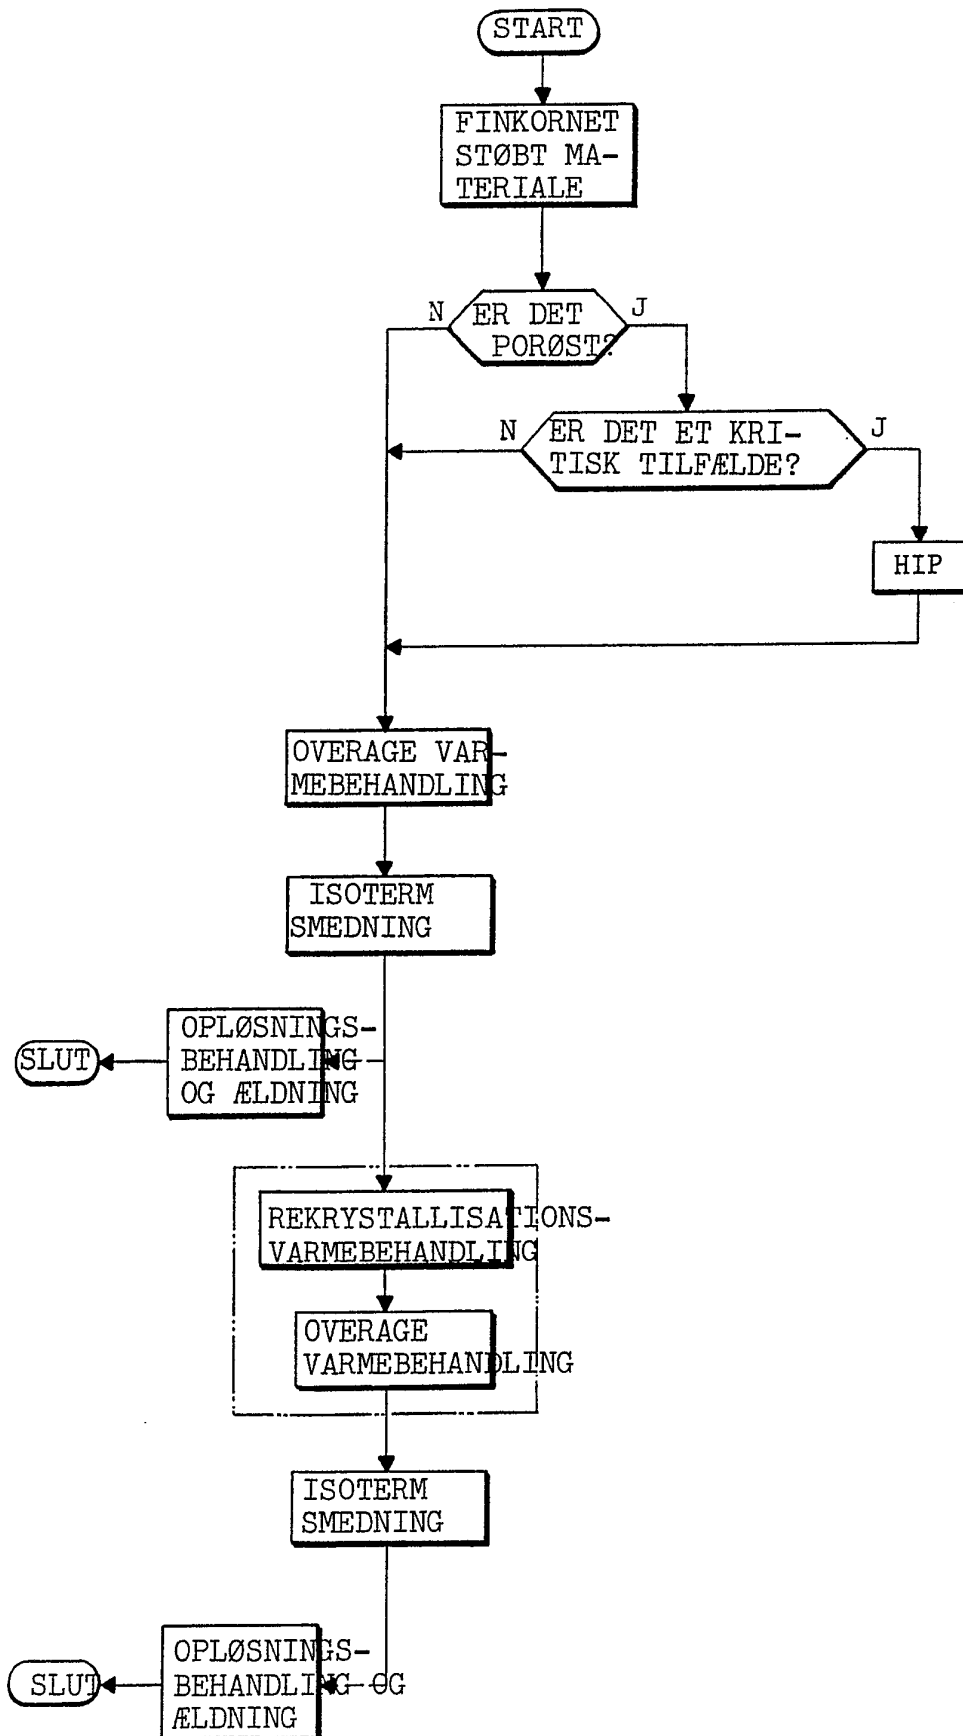 START
FINKORNET
STØBT MA-
TERIALE
N
ER DET
PORØST?
J
N
ER DET ET KRI-
TISK TILFÆLDE?
J
HIP
OVERAGE VAR-
MEBEHANDLING
ISOTERM
SMEDNING
OPLØSNINGS-
BEHANDLING
OG ÆLDNING
SLUT
REKRYSTALLISATIONS-
VARMEBEHANDLING
OVERAGE
VARMEBEHANDLING
ISOTERM
SMEDNING
OPLØSNINGS-
BEHANDLING OG
ÆLDNING
SLUT